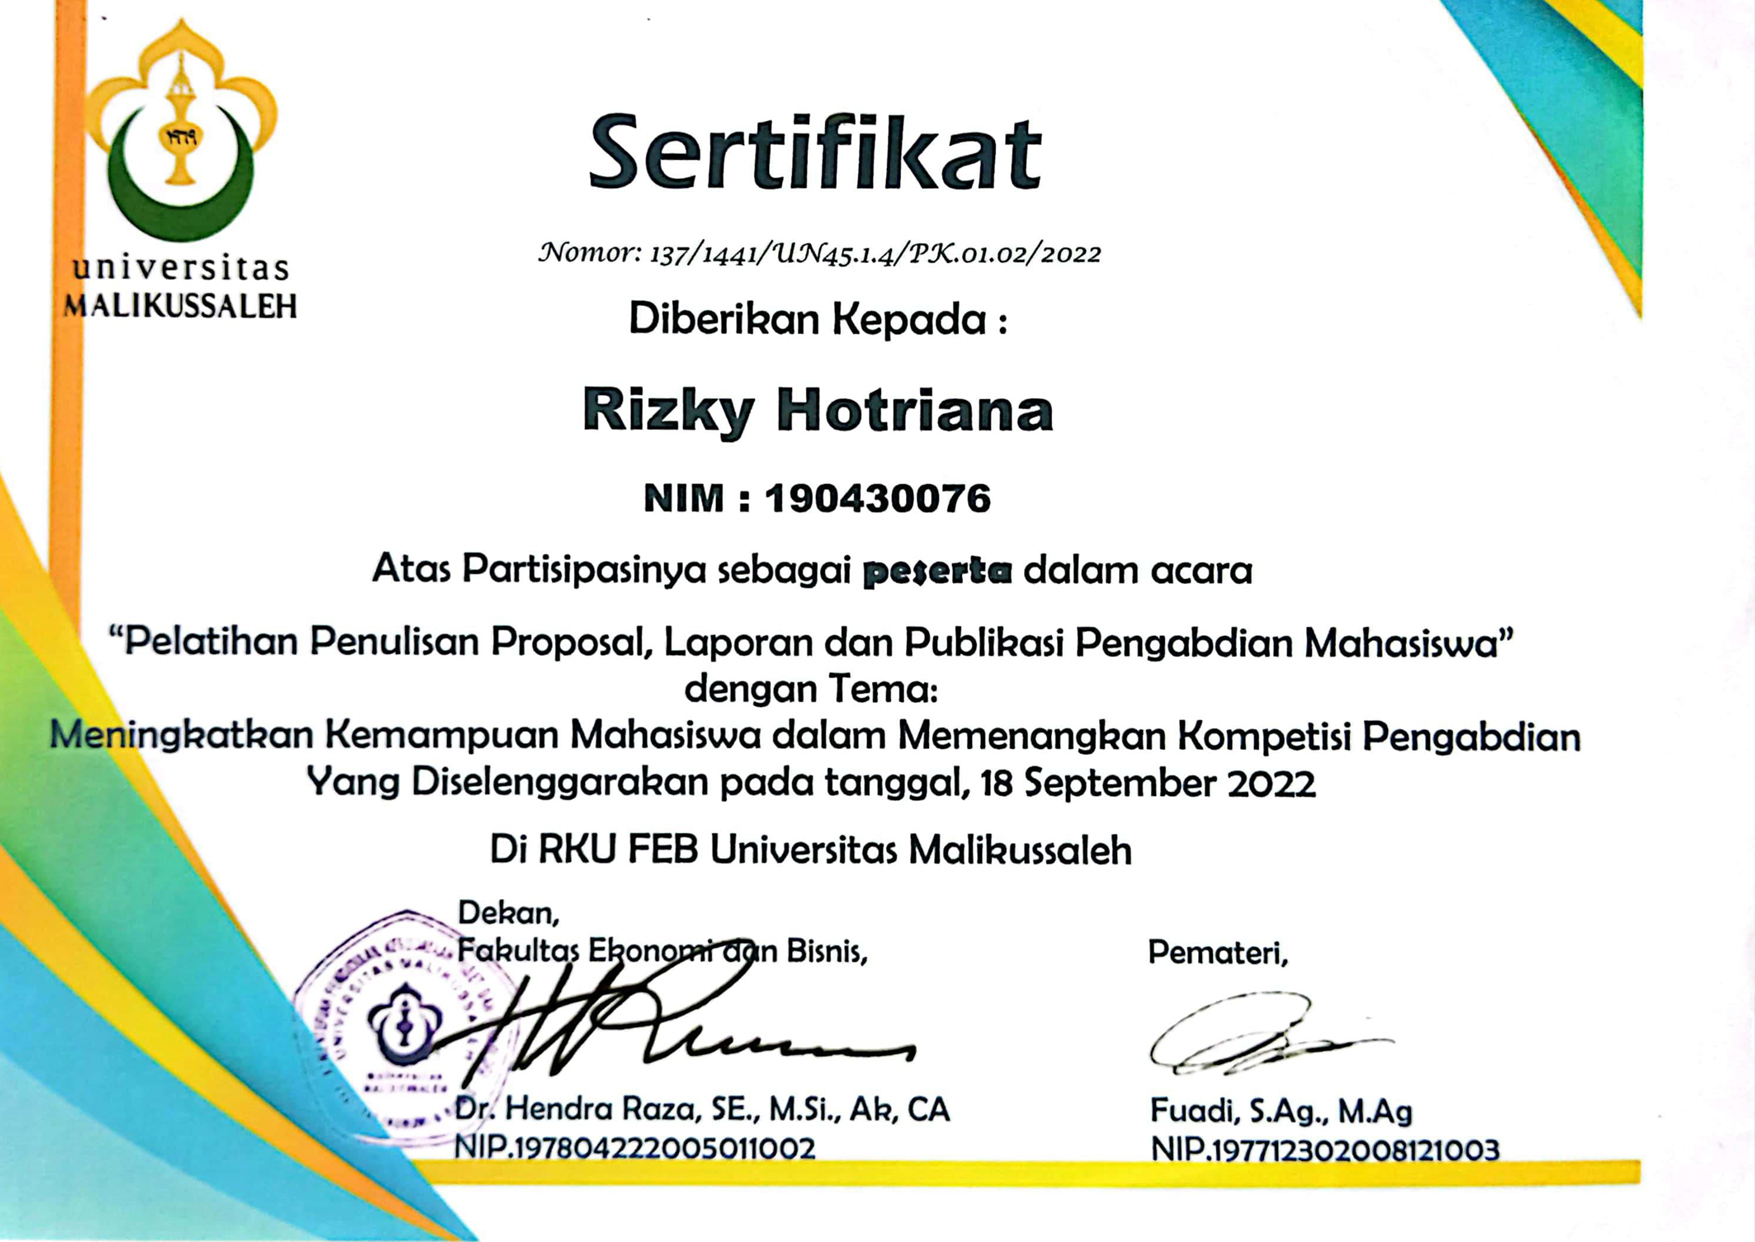 ١٩٦٩
universitas
MALIKUSSALEH
Sertifikat
Nomor: 137/1441/UN45.1.4/PK.01.02/2022
Diberikan Kepada :
Rizky Hotriana
NIM : 190430076
Atas Partisipasinya sebagai peserta dalam acara
“Pelatihan Penulisan Proposal, Laporan dan Publikasi Pengabdian Mahasiswa”
dengan Tema:
Meningkatkan Kemampuan Mahasiswa dalam Memenangkan Kompetisi Pengabdian
Yang Diselenggarakan pada tanggal, 18 September 2022
Di RKU FEB Universitas Malikussaleh
Dekan,
Fakultas Ekonomi dan Bisnis,
UNIVERSITAS MALIKUSSALEH
Dr. Hendra Raza, SE., M.Si., Ak, CA
NIP.197804222005011002
Pemateri,
Fuadi, S.Ag., M.Ag
NIP.197712302008121003